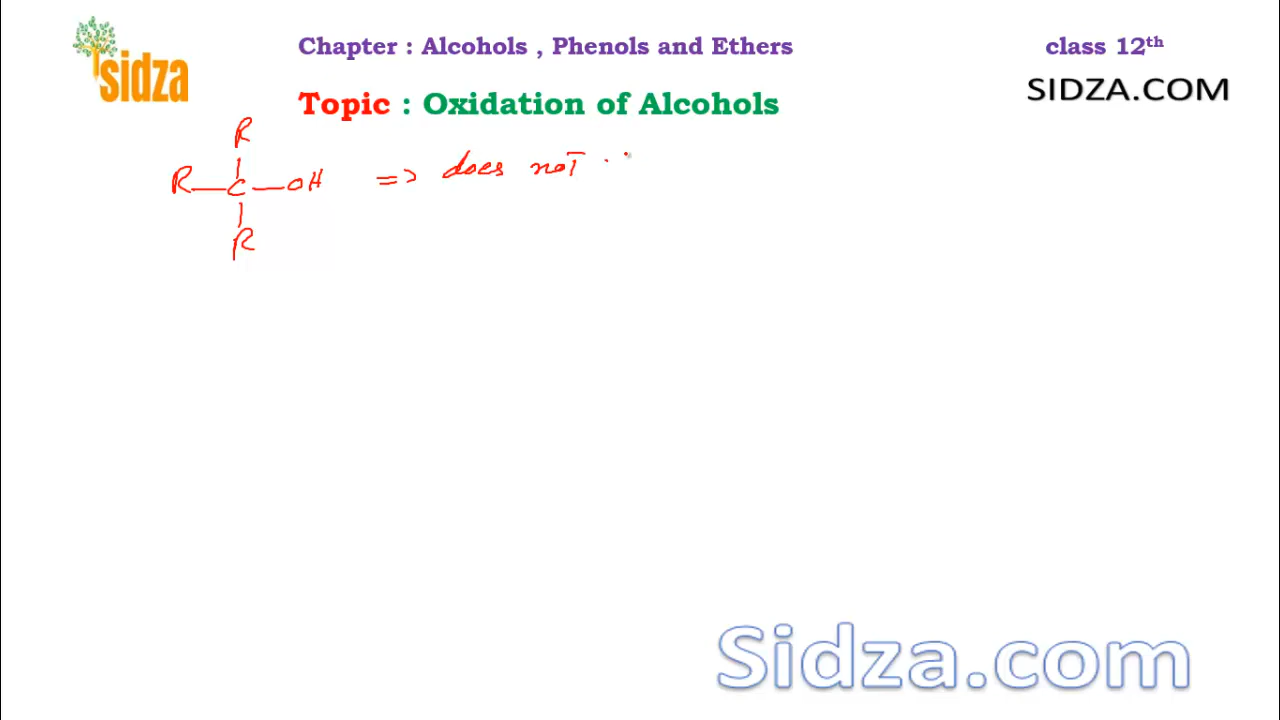 sidza
Chapter : Alcohols , Phenols and Ethers
class 12th
SIDZA.COM
Topic : Oxidation of Alcohols
R
R—C—OH => does not
R
Sidza.com